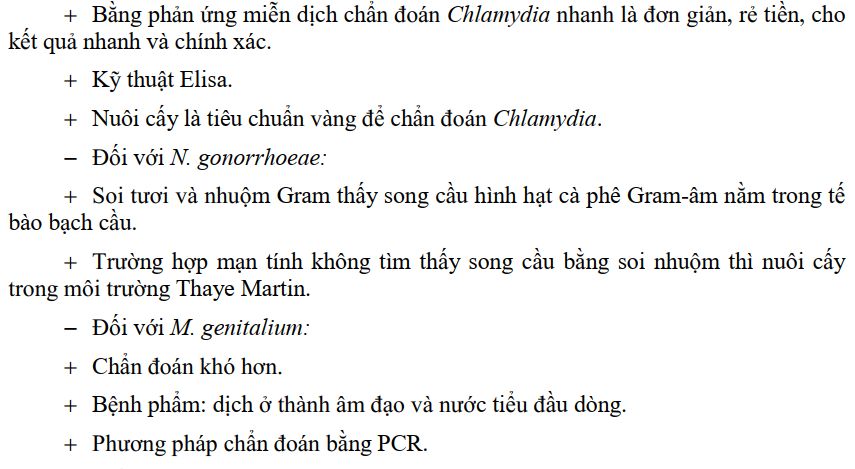 + Bằng phản ứng miễn dịch chẩn đoán Chlamydia nhanh là đơn giản, rẻ tiền, cho
kết quả nhanh và chính xác.
+ Kỹ thuật Elisa.
+ Nuôi cấy là tiêu chuẩn vàng để chẩn đoán Chlamydia.
– Đối với N. gonorrhoeae:
+ Soi tươi và nhuộm Gram thấy song cầu hình hạt cà phê Gram-âm nằm trong tế
bào bạch cầu.
+ Trường hợp mạn tính không tìm thấy song cầu bằng soi nhuộm thì nuôi cấy
trong môi trường Thaye Martin.
– Đối với M. genitalium:
+ Chẩn đoán khó hơn.
+ Bệnh phẩm: dịch ở thành âm đạo và nước tiểu đầu dòng.
+ Phương pháp chẩn đoán bằng PCR.